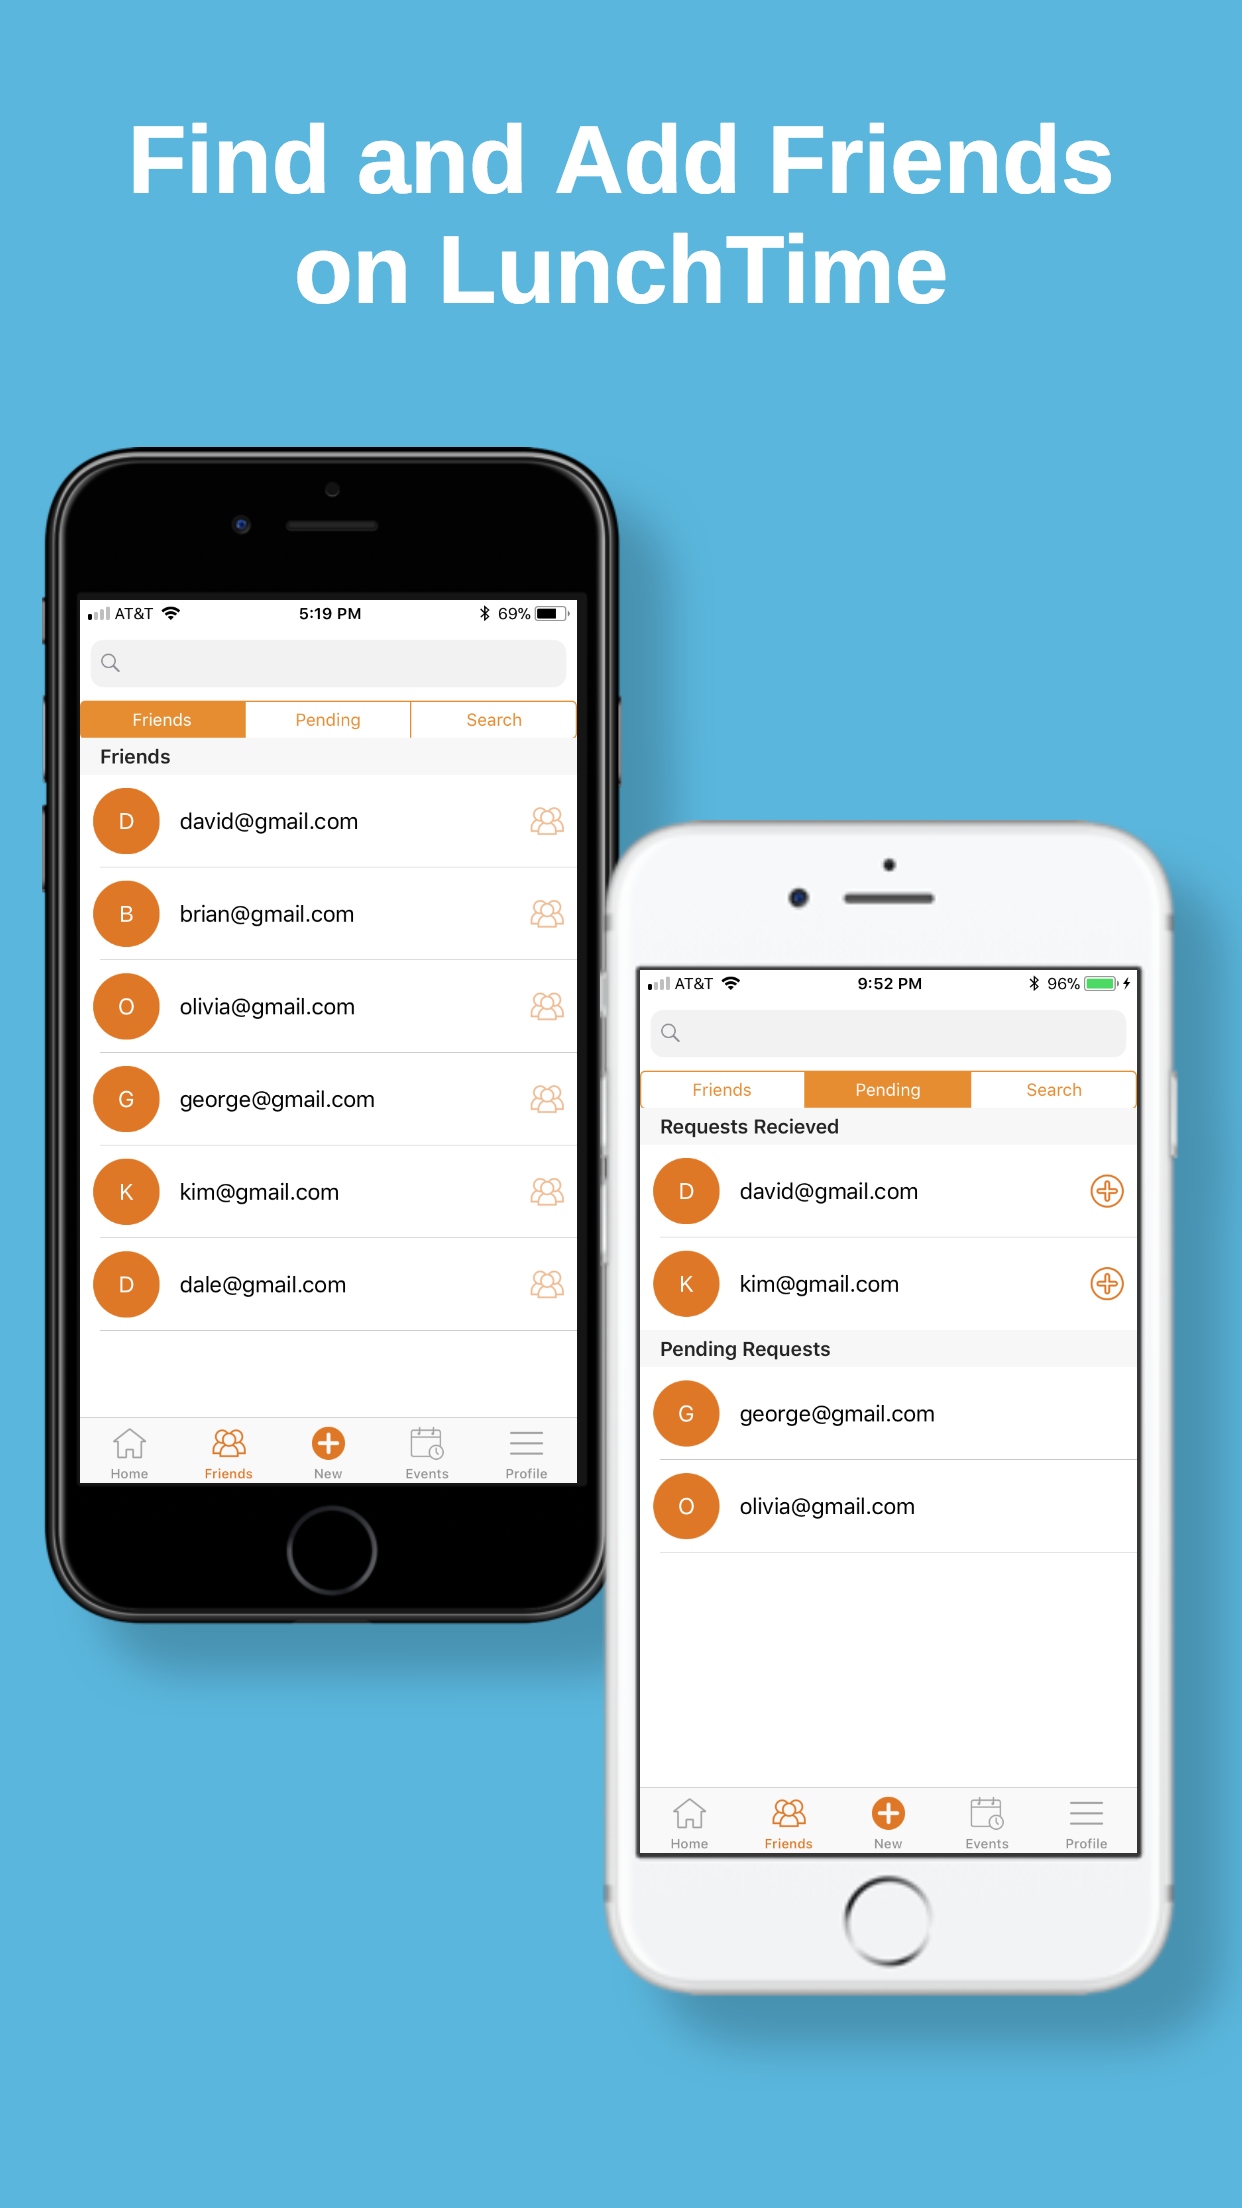 Find and Add Friends
on LunchTime
AT&T 5:19 PM 69%
Friends Pending Search
Friends
D david@gmail.com
B brian@gmail.com
O olivia@gmail.com
G george@gmail.com
K kim@gmail.com
D dale@gmail.com
Home Friends New Events Profile
AT&T 9:52 PM 96%
Friends Pending Search
Requests Recieved
D david@gmail.com
K kim@gmail.com
Pending Requests
G george@gmail.com
O olivia@gmail.com
Home Friends New Events Profile